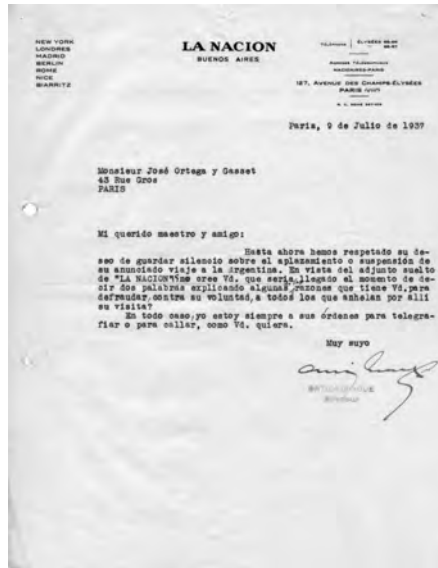 NEW YORK
LONDRES
MADRID
BERLIN
ROME
NICE
BIARRITZ
LA NACION
BUENOS AIRES
127, AVENUE DES CHAMPS-ÉLYSÉES
PARIS (VIIIe)
Paris, 9 de Julio de 1937
Monsieur José Ortega y Gasset
43 Rue Gros
PARIS
Mi querido maestro y amigo:
Hasta ahora hemos respetado su de-
seo de guardar silencio sobre el aplazamiento o suspensión de
su anunciado viaje a la Argentina. En vista del adjunto suelto
de "LA NACION" ¿no cree Vd. que sería llegado el momento de de-
cir dos palabras explicando algunas razones que tiene Vd. para
defraudar, contra su voluntad, a todos los que anhelan por allí
su visita?
En todo caso, yo estoy siempre a sus órdenes para telegra-
fiar o para callar, como Vd. quiera.
Muy suyo